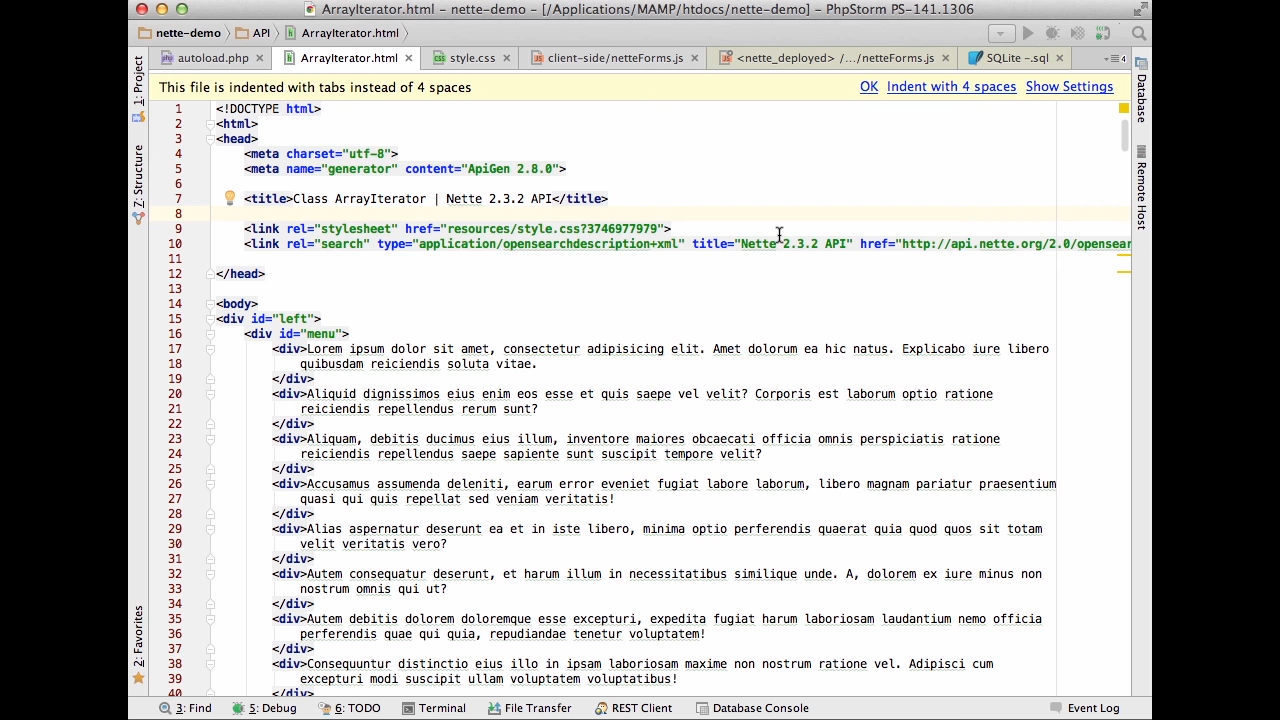 ArrayIterator.html - nette-demo - [/Applications/MAMP/htdocs/nette-demo] - PhpStorm PS-141.1306
nette-demo API ArrayIterator.html
autoload.php ArrayIterator.html style.css client-side/netteForms.js <nette_deployed> /.../netteForms.js SQLite -.sql 4
1: Project
Z: Structure
2: Favorites
Database
Remote Host
This file is indented with tabs instead of 4 spaces OK Indent with 4 spaces Show Settings
1 <!DOCTYPE html>
2 <html>
3 <head>
4 <meta charset="utf-8">
5 <meta name="generator" content="ApiGen 2.8.0">
6
7 <title>Class ArrayIterator | Nette 2.3.2 API</title>
8
9 <link rel="stylesheet" href="resources/style.css?3746977979">
10 <link rel="search" type="application/opensearchdescription+xml" title="Nette 2.3.2 API" href="http://api.nette.org/2.0/opensear
11
12 </head>
13
14 <body>
15 <div id="left">
16 <div id="menu">
17 <div>Lorem ipsum dolor sit amet, consectetur adipisicing elit. Amet dolorum ea hic natus. Explicabo iure libero
18 quibusdam reiciendis soluta vitae.
19 </div>
20 <div>Aliquid dignissimos eius enim eos esse et quis saepe vel velit? Corporis est laborum optio ratione
21 reiciendis repellendus rerum sunt?
22 </div>
23 <div>Aliquam, debitis ducimus eius illum, inventore maiores obcaecati officia omnis perspiciatis ratione
24 reiciendis repellendus saepe sapiente sunt suscipit tempore velit?
25 </div>
26 <div>Accusamus assumenda deleniti, earum error eveniet fugiat labore laborum, libero magnam pariatur praesentium
27 quasi qui quis repellat sed veniam veritatis!
28 </div>
29 <div>Alias aspernatur deserunt ea et in iste libero, minima optio perferendis quaerat quia quod quos sit totam
30 velit veritatis vero?
31 </div>
32 <div>Autem consequatur deserunt, et harum illum in necessitatibus similique unde. A, dolorem ex iure minus non
33 nostrum omnis qui ut?
34 </div>
35 <div>Autem debitis dolorem doloremque esse excepturi, expedita fugiat harum laboriosam laudantium nemo officia
36 perferendis quae qui quia, repudiandae tenetur voluptatem!
37 </div>
38 <div>Consequuntur distinctio eius illo in ipsam laboriosam maxime non nostrum ratione vel. Adipisci cum
39 excepturi modi suscipit ullam voluptatem voluptatibus!
40 </div>
3: Find 5: Debug 6: TODO Terminal File Transfer REST Client Database Console Event Log